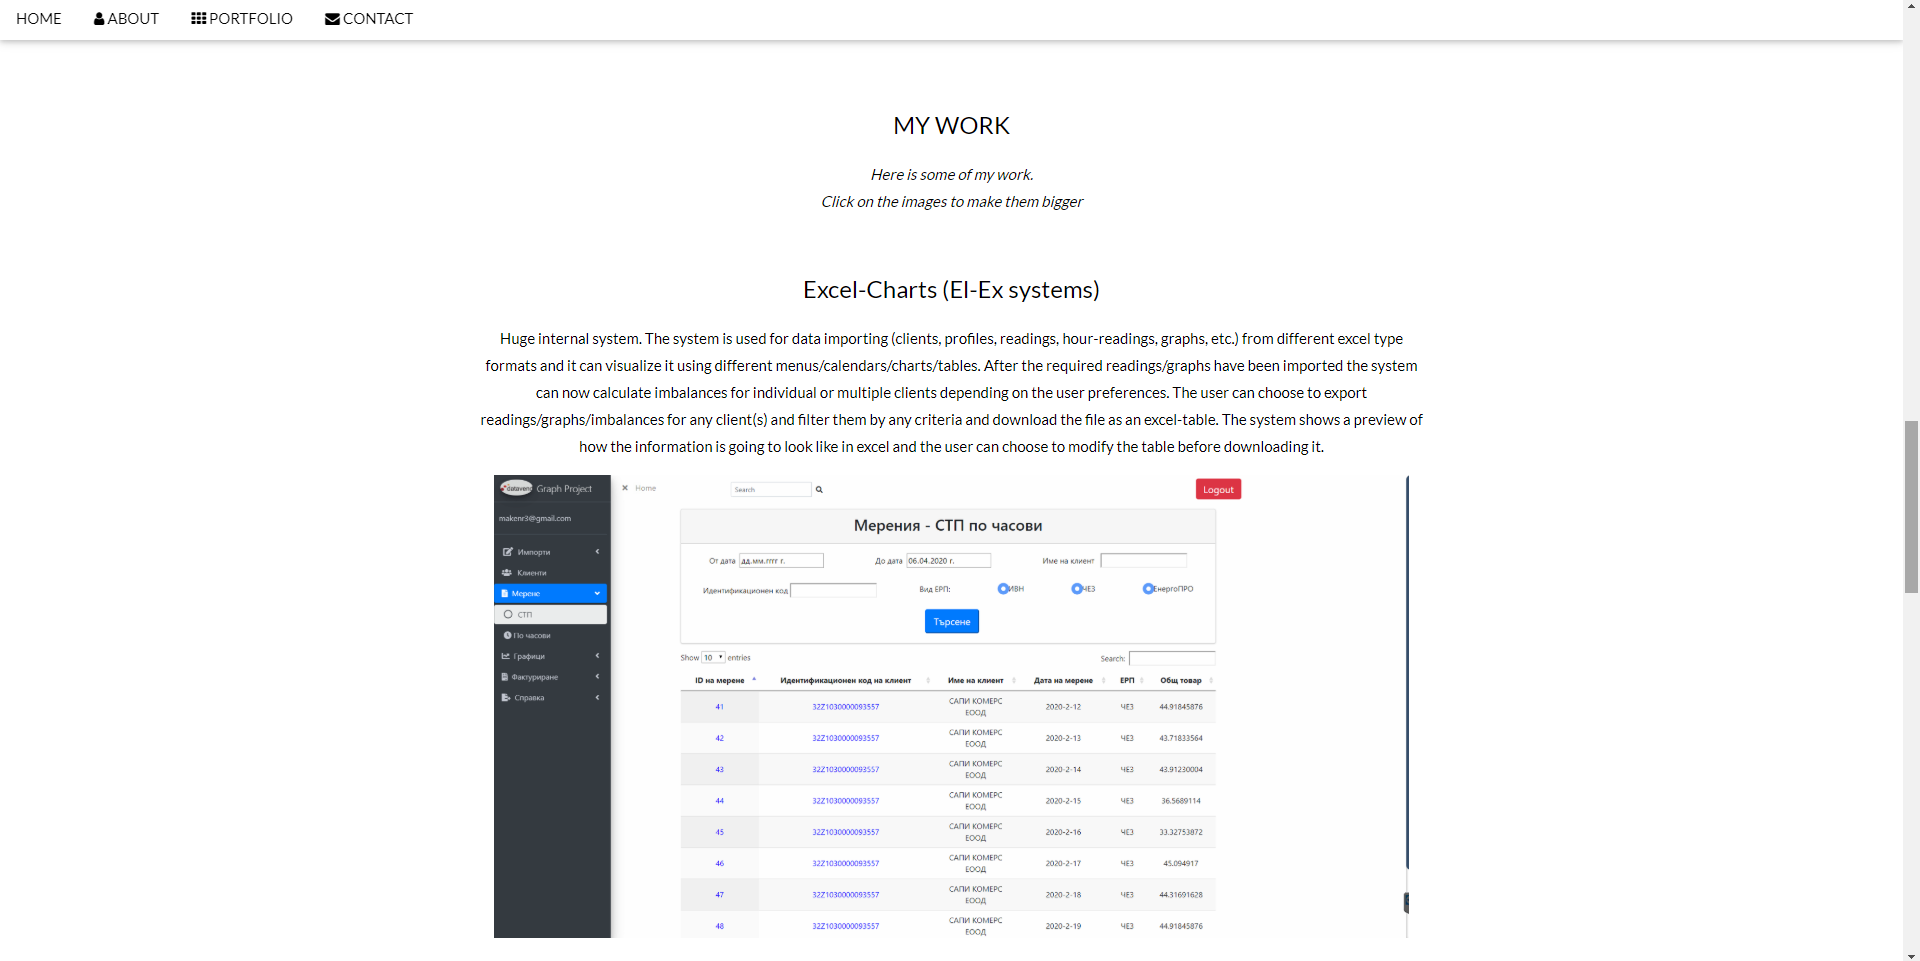 HOME ABOUT PORTFOLIO CONTACT
MY WORK
Here is some of my work.
Click on the images to make them bigger
Excel-Charts (El-Ex systems)
Huge internal system. The system is used for data importing (clients, profiles, readings, hour-readings, graphs, etc.) from different excel type
formats and it can visualize it using different menus/calendars/charts/tables. After the required readings/graphs have been imported the system
can now calculate imbalances for individual or multiple clients depending on the user preferences. The user can choose to export
readings/graphs/imbalances for any client(s) and filter them by any criteria and download the file as an excel-table. The system shows a preview of
how the information is going to look like in excel and the user can choose to modify the table before downloading it.
Graph Project
makenr3@gmail.com
Импорти
Клиенти
Мерене
СТП
По часови
Графици
Фактуриране
Справка
Home Search Logout
Мерения - СТП по часови
От дата дд.мм.гггг г. До дата 06.04.2020 г. Име на клиент
Идентификационен код Вид ЕРП: ИВН ЧЕЗ ЕнергоПРО
Търсене
Show 10 entries Search:
ID на мерене Идентификационен код на клиент Име на клиент Дата на мерене ЕРП Общ товар
41 32Z1030000093557 САПИ КОМЕРС ЕООД 2020-2-12 ЧЕЗ 44.91845876
42 32Z1030000093557 САПИ КОМЕРС ЕООД 2020-2-13 ЧЕЗ 43.71833564
43 32Z1030000093557 САПИ КОМЕРС ЕООД 2020-2-14 ЧЕЗ 43.91230004
44 32Z1030000093557 САПИ КОМЕРС ЕООД 2020-2-15 ЧЕЗ 36.5689114
45 32Z1030000093557 САПИ КОМЕРС ЕООД 2020-2-16 ЧЕЗ 33.32753872
46 32Z1030000093557 САПИ КОМЕРС ЕООД 2020-2-17 ЧЕЗ 45.094917
47 32Z1030000093557 САПИ КОМЕРС ЕООД 2020-2-18 ЧЕЗ 44.31691628
48 32Z1030000093557 САПИ КОМЕРС ЕООД 2020-2-19 ЧЕЗ 44.91845876